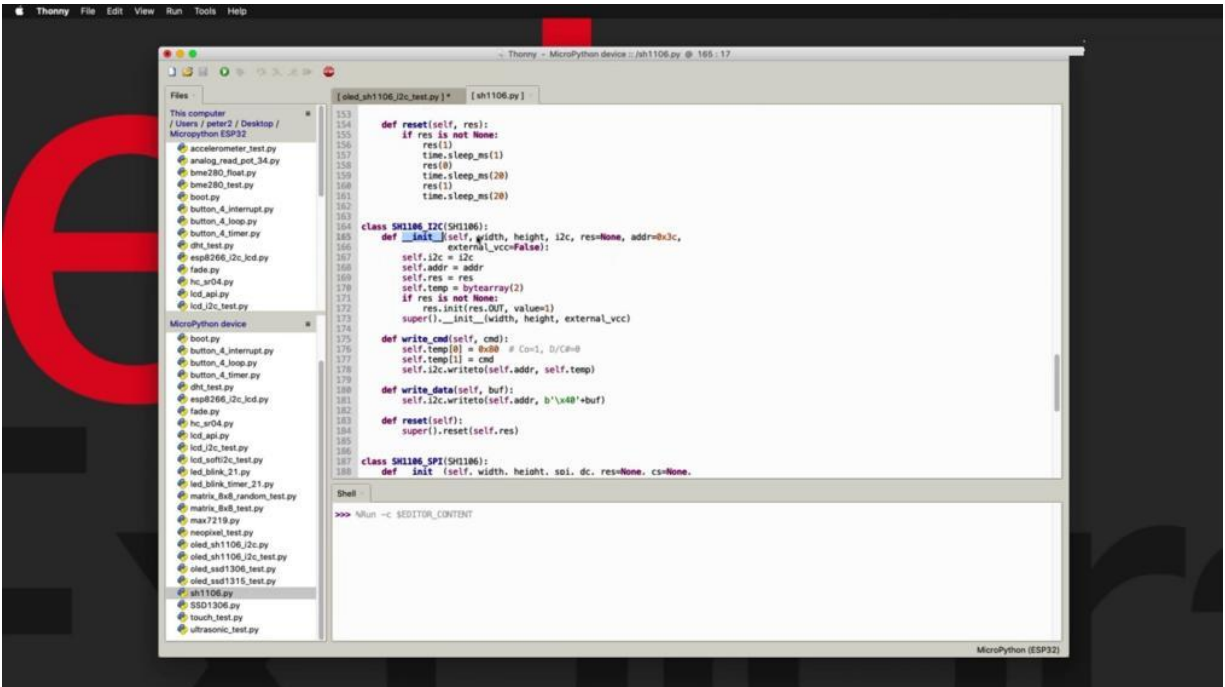 Thonny File Edit View Run Tools Help
Thonny – MicroPython device :: /sh1106.py @ 165 : 17
Files
This computer
/ Users / peter2 / Desktop /
Micropython ESP32
accelerometer_test.py
analog_read_pot_34.py
bme280_float.py
bme280_test.py
boot.py
button_4_interrupt.py
button_4_loop.py
button_4_timer.py
dht_test.py
esp8266_i2c_lcd.py
fade.py
hc_sr04.py
lcd_api.py
lcd_i2c_test.py
MicroPython device
boot.py
button_4_interrupt.py
button_4_loop.py
button_4_timer.py
dht_test.py
esp8266_i2c_lcd.py
fade.py
hc_sr04.py
lcd_api.py
lcd_i2c_test.py
lcd_softi2c_test.py
led_blink_21.py
led_blink_timer_21.py
matrix_8x8_random_test.py
matrix_8x8_test.py
max7219.py
neopixel_test.py
oled_sh1106_i2c.py
oled_sh1106_i2c_test.py
oled_ssd1306_test.py
oled_ssd1315_test.py
sh1106.py
SSD1306.py
touch_test.py
ultrasonic_test.py
[ oled_sh1106_i2c_test.py ] * [ sh1106.py ]
153
154 def reset(self, res):
155 if res is not None:
156 res(1)
157 time.sleep_ms(1)
158 res(0)
159 time.sleep_ms(20)
160 res(1)
161 time.sleep_ms(20)
162
163
164 class SH1106_I2C(SH1106):
165 def __init__(self, width, height, i2c, res=None, addr=0x3c,
166 external_vcc=False):
167 self.i2c = i2c
168 self.addr = addr
169 self.res = res
170 self.temp = bytearray(2)
171 if res is not None:
172 res.init(res.OUT, value=1)
173 super().__init__(width, height, external_vcc)
174
175 def write_cmd(self, cmd):
176 self.temp[0] = 0x80 # Co=1, D/C#=0
177 self.temp[1] = cmd
178 self.i2c.writeto(self.addr, self.temp)
179
180 def write_data(self, buf):
181 self.i2c.writeto(self.addr, b'\x40'+buf)
182
183 def reset(self):
184 super().reset(self.res)
185
186
187 class SH1106_SPI(SH1106):
188 def __init__(self, width, height, spi, dc, res=None, cs=None,
Shell
>>> %Run -c $EDITOR_CONTENT
MicroPython (ESP32)